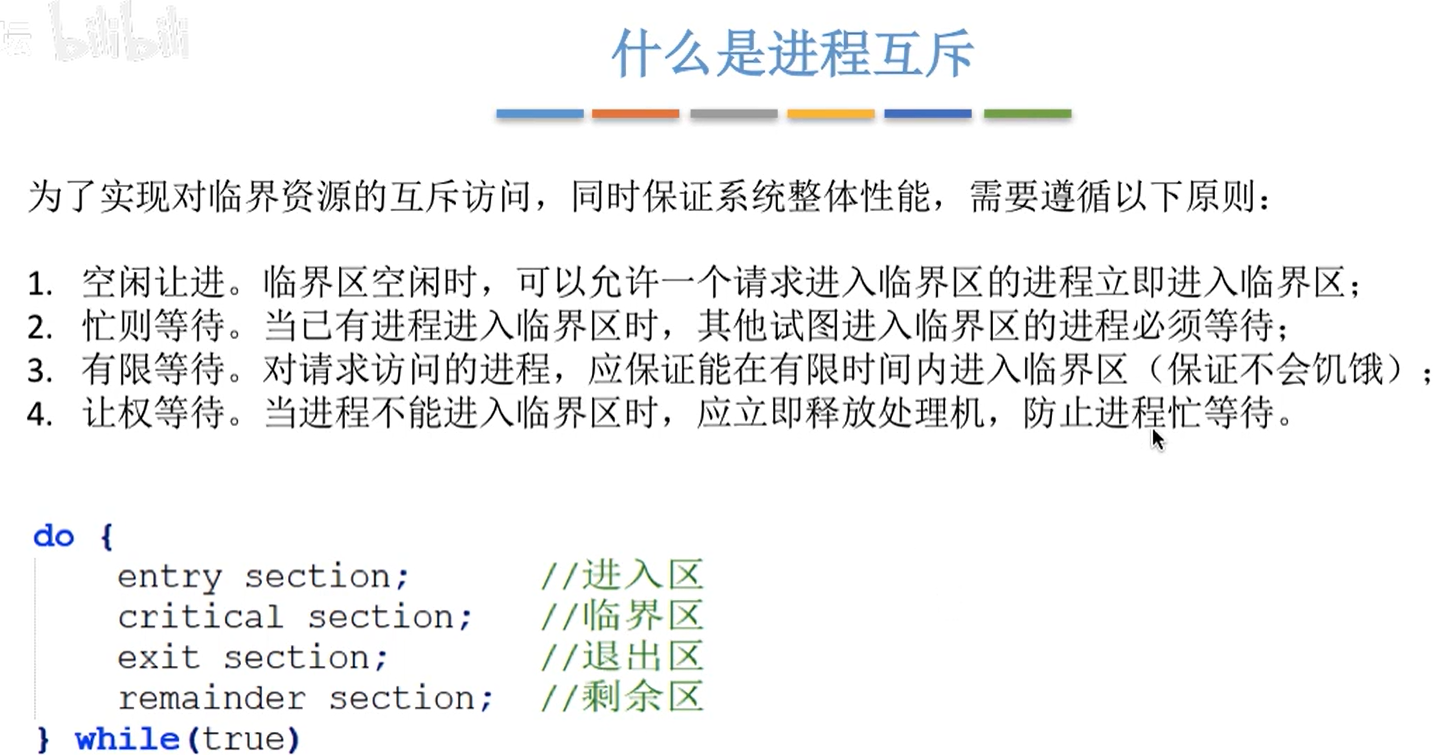 坛 bilibili
什么是进程互斥
为了实现对临界资源的互斥访问，同时保证系统整体性能，需要遵循以下原则：
1. 空闲让进。临界区空闲时，可以允许一个请求进入临界区的进程立即进入临界区；
2. 忙则等待。当已有进程进入临界区时，其他试图进入临界区的进程必须等待；
3. 有限等待。对请求访问的进程，应保证能在有限时间内进入临界区（保证不会饥饿）；
4. 让权等待。当进程不能进入临界区时，应立即释放处理机，防止进程忙等待。
do {
entry section; //进入区
critical section; //临界区
exit section; //退出区
remainder section; //剩余区
} while(true)